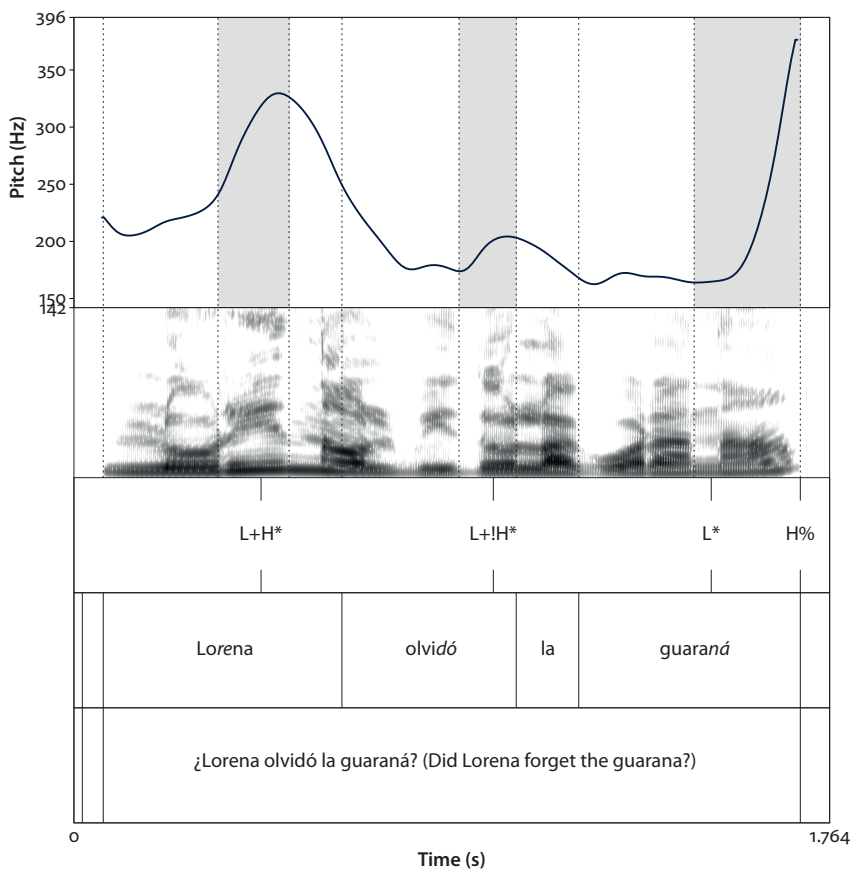 396
350
300
250
200
150
142
Pitch (Hz)
L+H* L+!H* L* H%
Lorena olvidó la guaraná
¿Lorena olvidó la guaraná? (Did Lorena forget the guarana?)
0 1.764
Time (s)